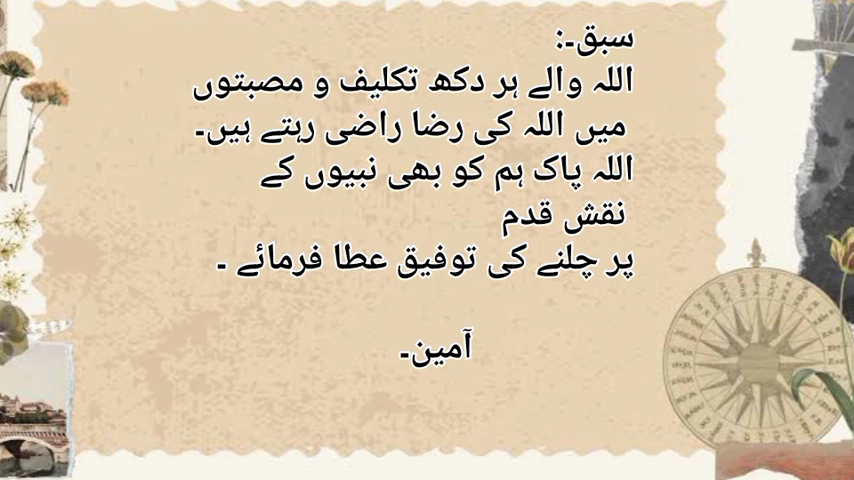 سبق۔:
اللہ والے ہر دکھ تکلیف و مصبتوں
میں اللہ کی رضا راضی رہتے ہیں۔
اللہ پاک ہم کو بھی نبیوں کے
نقش قدم
پر چلنے کی توفیق عطا فرمائے ۔
آمین۔